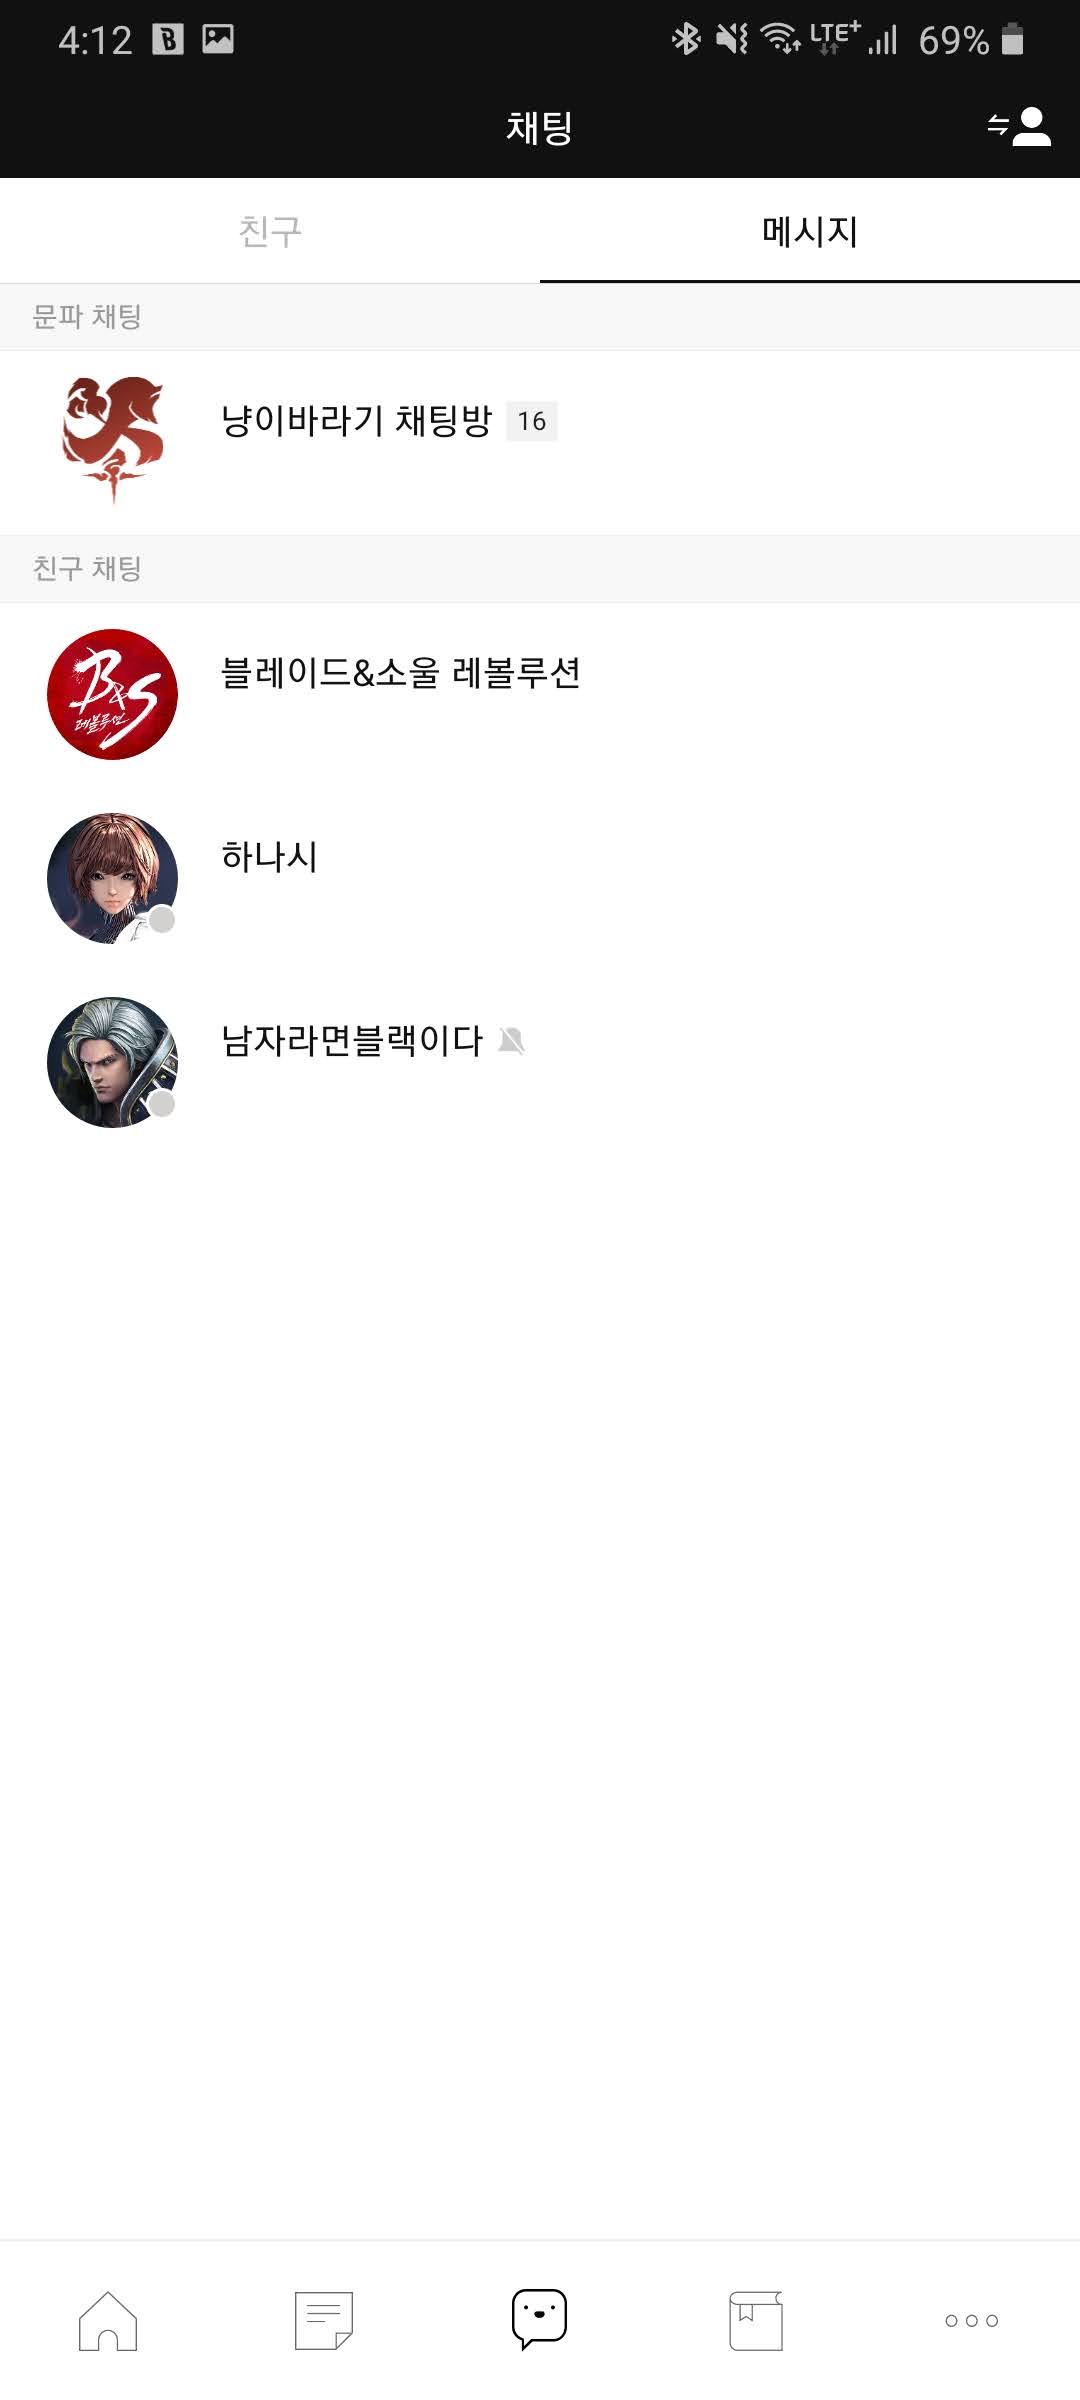 4:12
LTE+ 69%
채팅
친구 메시지
문파 채팅
냥이바라기 채팅방 16
친구 채팅
B&S
레볼루션
블레이드&소울 레볼루션
하나시
남자라면블랙이다